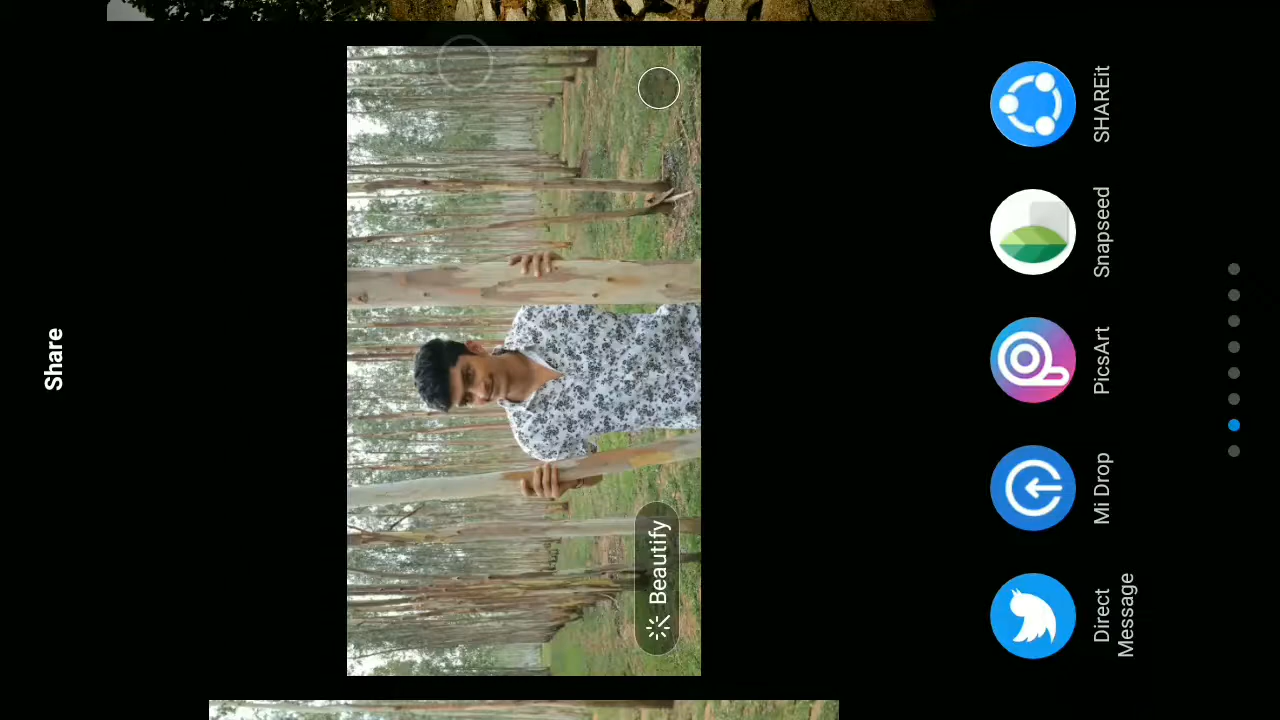 Share
Beautify
Direct
Message
Mi Drop
PicsArt
Snapseed
SHAREit